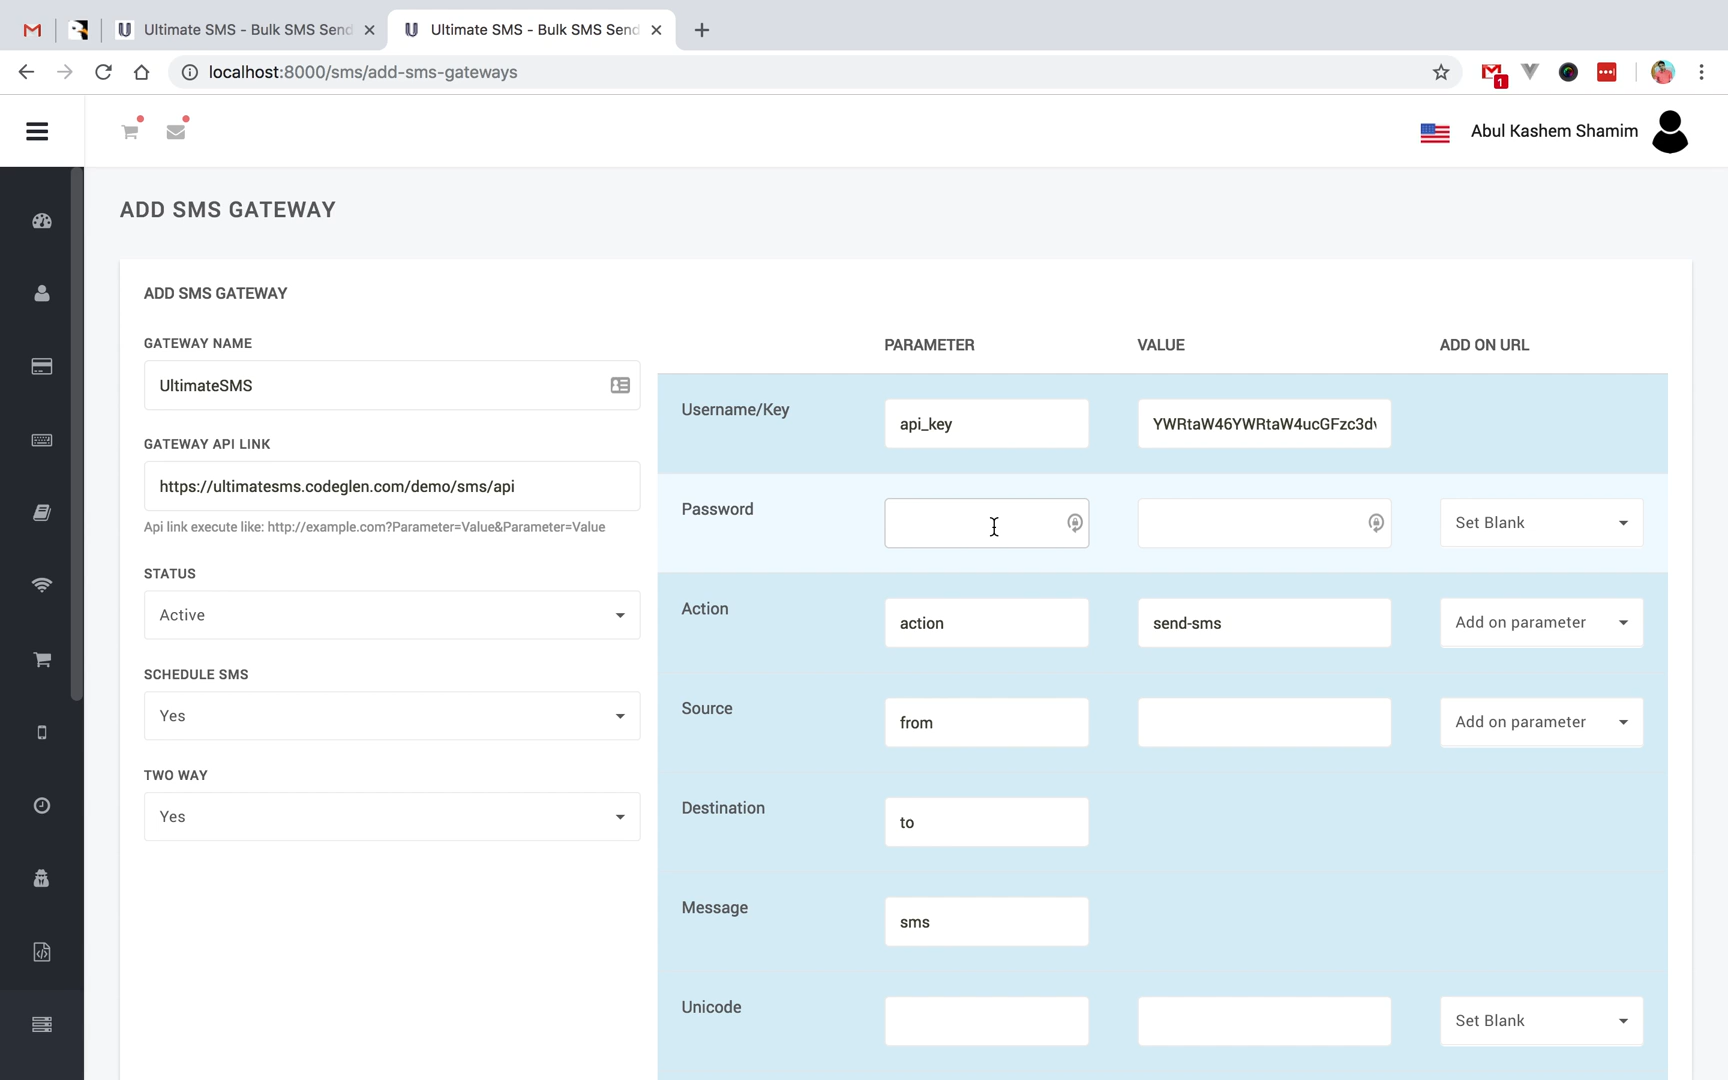 Ultimate SMS - Bulk SMS Send
Ultimate SMS - Bulk SMS Send
localhost:8000/sms/add-sms-gateways
1
Abul Kashem Shamim
ADD SMS GATEWAY
ADD SMS GATEWAY
GATEWAY NAME
UltimateSMS
GATEWAY API LINK
https://ultimatesms.codeglen.com/demo/sms/api
Api link execute like: http://example.com?Parameter=Value&Parameter=Value
STATUS
Active
SCHEDULE SMS
Yes
TWO WAY
Yes
PARAMETER VALUE ADD ON URL
Username/Key api_key YWRtaW46YWRtaW4ucGFzc3dv
Password Set Blank
Action action send-sms Add on parameter
Source from Add on parameter
Destination to
Message sms
Unicode Set Blank